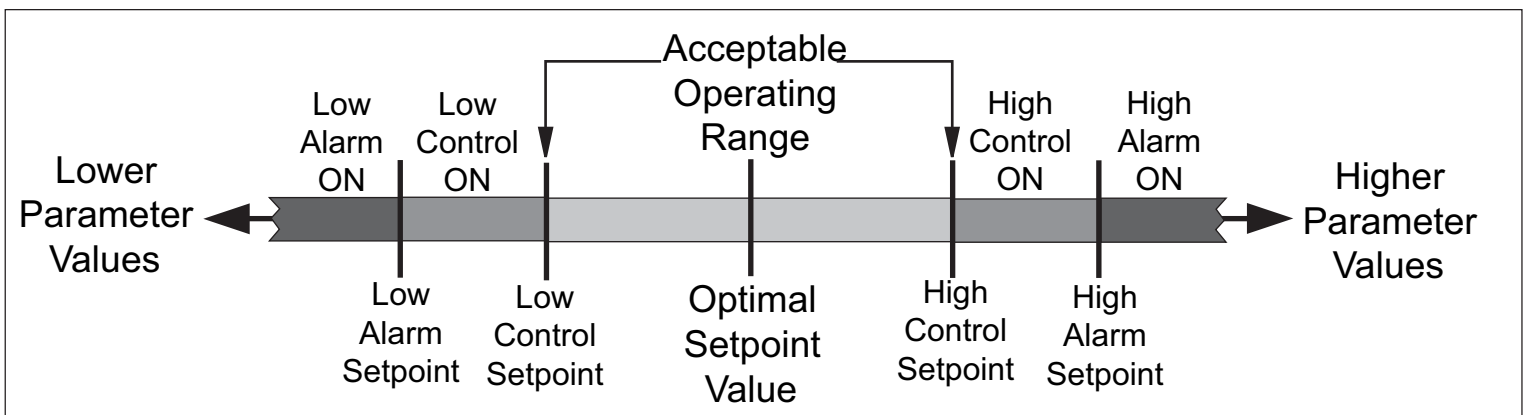 Acceptable
Operating
Range
Low
Alarm
ON
Low
Control
ON
High
Control
ON
High
Alarm
ON
Lower
Parameter
Values
Higher
Parameter
Values
Low
Alarm
Setpoint
Low
Control
Setpoint
Optimal
Setpoint
Value
High
Control
Setpoint
High
Alarm
Setpoint